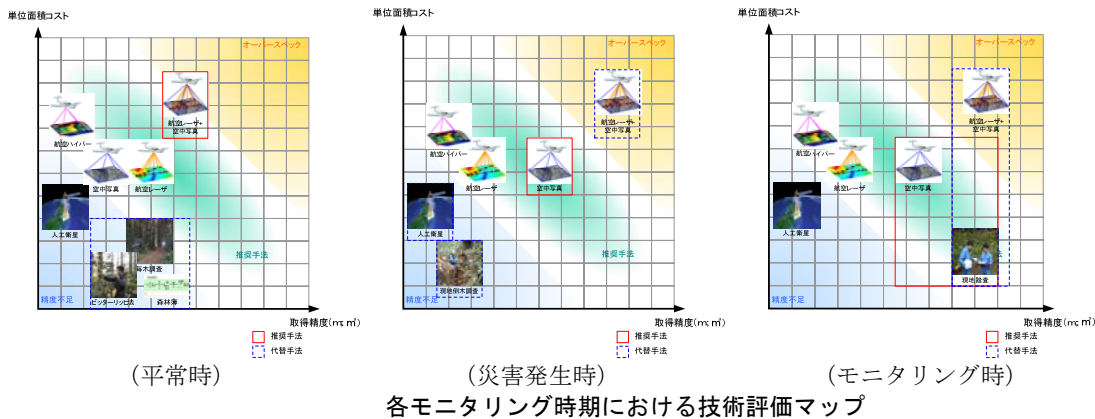 単位面積コスト
オーバースペック
航空レーザ+
空中写真
航空ハイパー
空中写真
航空レーザ
人工衛星
毎木調査
推奨手法
精度不足
ビッターリッヒ法
森林簿
取得精度(m;㎡)
推奨手法
代替手法
(平常時)
単位面積コスト
オーバースペック
航空レーザ+
空中写真
航空ハイパー
航空レーザ
空中写真
人工衛星
推奨手法
現地倒木調査
精度不足
取得精度(m;㎡)
推奨手法
代替手法
(災害発生時)
単位面積コスト
オーバースペック
航空レーザ+
空中写真
航空ハイパー
航空レーザ
空中写真
人工衛星
手法
現地踏査
精度不足
取得精度(m;㎡)
推奨手法
代替手法
(モニタリング時)
各モニタリング時期における技術評価マップ